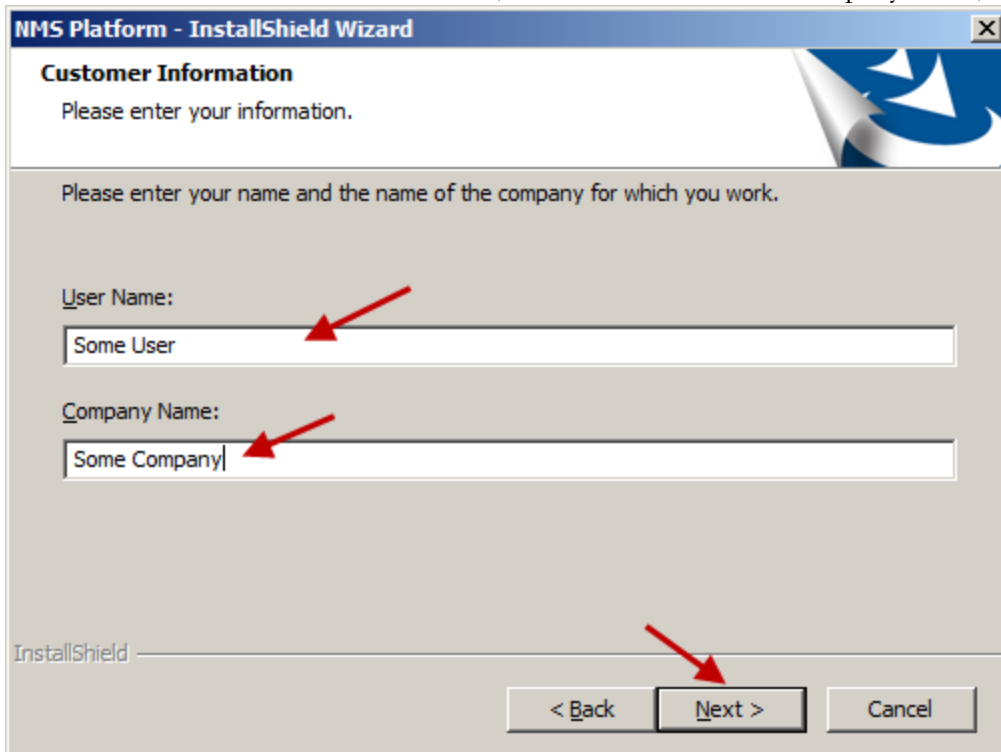 NMS Platform - InstallShield Wizard
Customer Information
Please enter your information.
Please enter your name and the name of the company for which you work.
User Name:
Some User
Company Name:
Some Company
InstallShield
< Back Next > Cancel